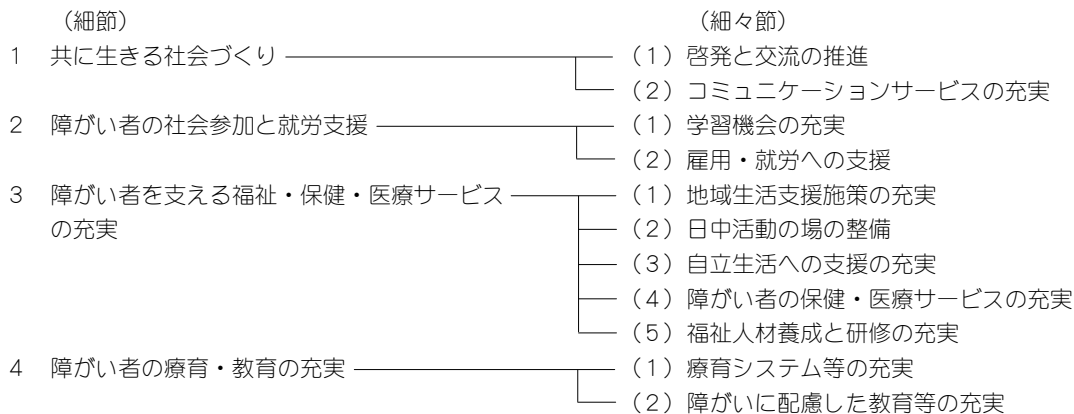 （細節） （細々節）
1 共に生きる社会づくり （1）啓発と交流の推進
（2）コミュニケーションサービスの充実
2 障がい者の社会参加と就労支援 （1）学習機会の充実
（2）雇用・就労への支援
3 障がい者を支える福祉・保健・医療サービス （1）地域生活支援施策の充実
の充実 （2）日中活動の場の整備
（3）自立生活への支援の充実
（4）障がい者の保健・医療サービスの充実
（5）福祉人材養成と研修の充実
4 障がい者の療育・教育の充実 （1）療育システム等の充実
（2）障がいに配慮した教育等の充実